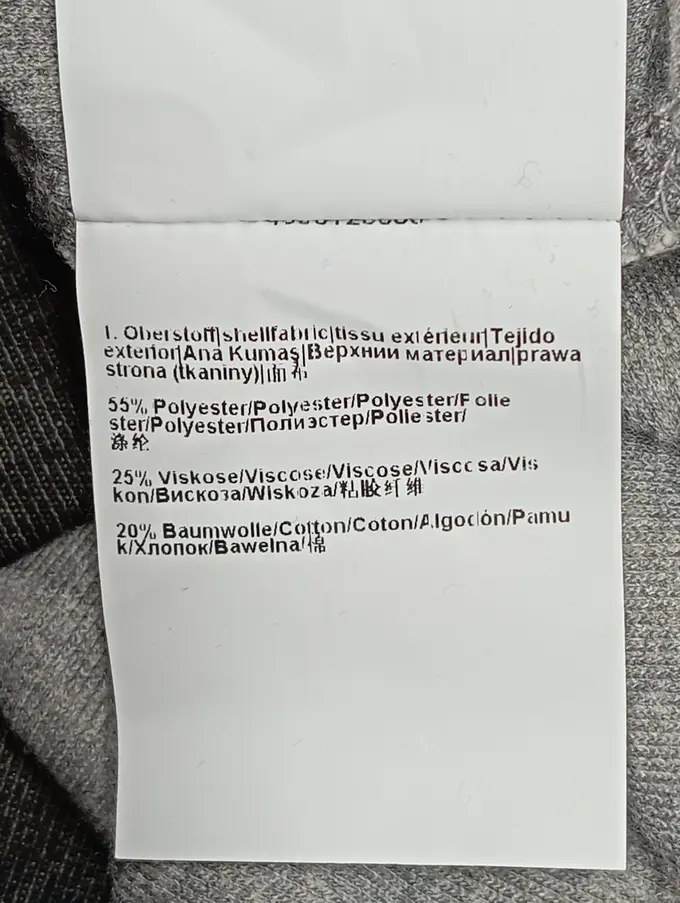 1. Oberstoff|shellfabric|tissu extérieur|Tejido
exterior|Ana Kumaş|Верхний материал|prawa
strona (tkaniny)|面布
55% Polyester/Polyester/Polyester/Polie
ster/Polyester/Полиэстер/Poliester/
涤纶
25% Viskose/Viscose/Viscose/Viscosa/Vis
kon/Вискоза/Wiskoza/粘胶纤维
20% Baumwolle/Cotton/Coton/Algodón/Pamu
k/Хлопок/Bawelna/棉